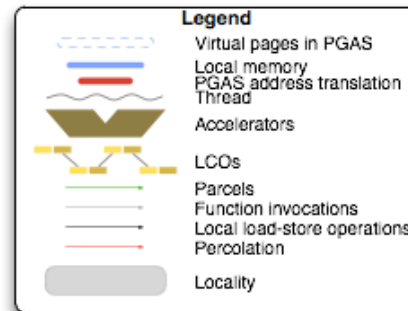 Legend
Virtual pages in PGAS
Local memory
PGAS address translation
Thread
Accelerators
LCOs
Parcels
Function invocations
Local load-store operations
Percolation
Locality